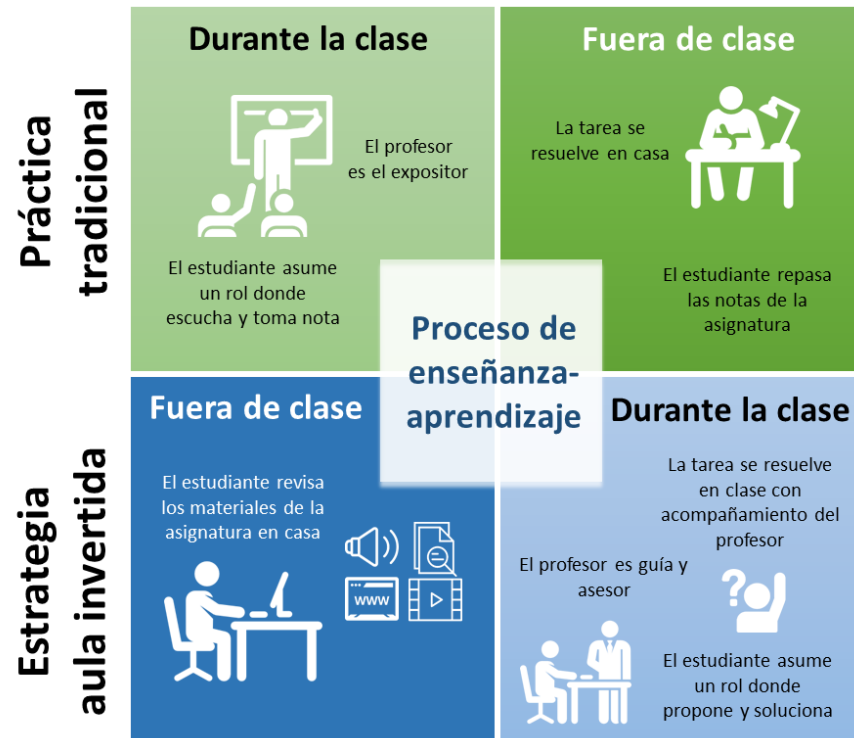 Práctica
tradicional
Durante la clase
El profesor
es el expositor
El estudiante asume
un rol donde
escucha y toma nota
Fuera de clase
La tarea se
resuelve en casa
El estudiante repasa
las notas de la
asignatura
Proceso de
enseñanza-
aprendizaje
Estrategia
aula invertida
Fuera de clase
El estudiante revisa
los materiales de la
asignatura en casa
www
Durante la clase
La tarea se resuelve
en clase con
acompañamiento del
profesor
El profesor es guía y
asesor
?
El estudiante asume
un rol donde
propone y soluciona